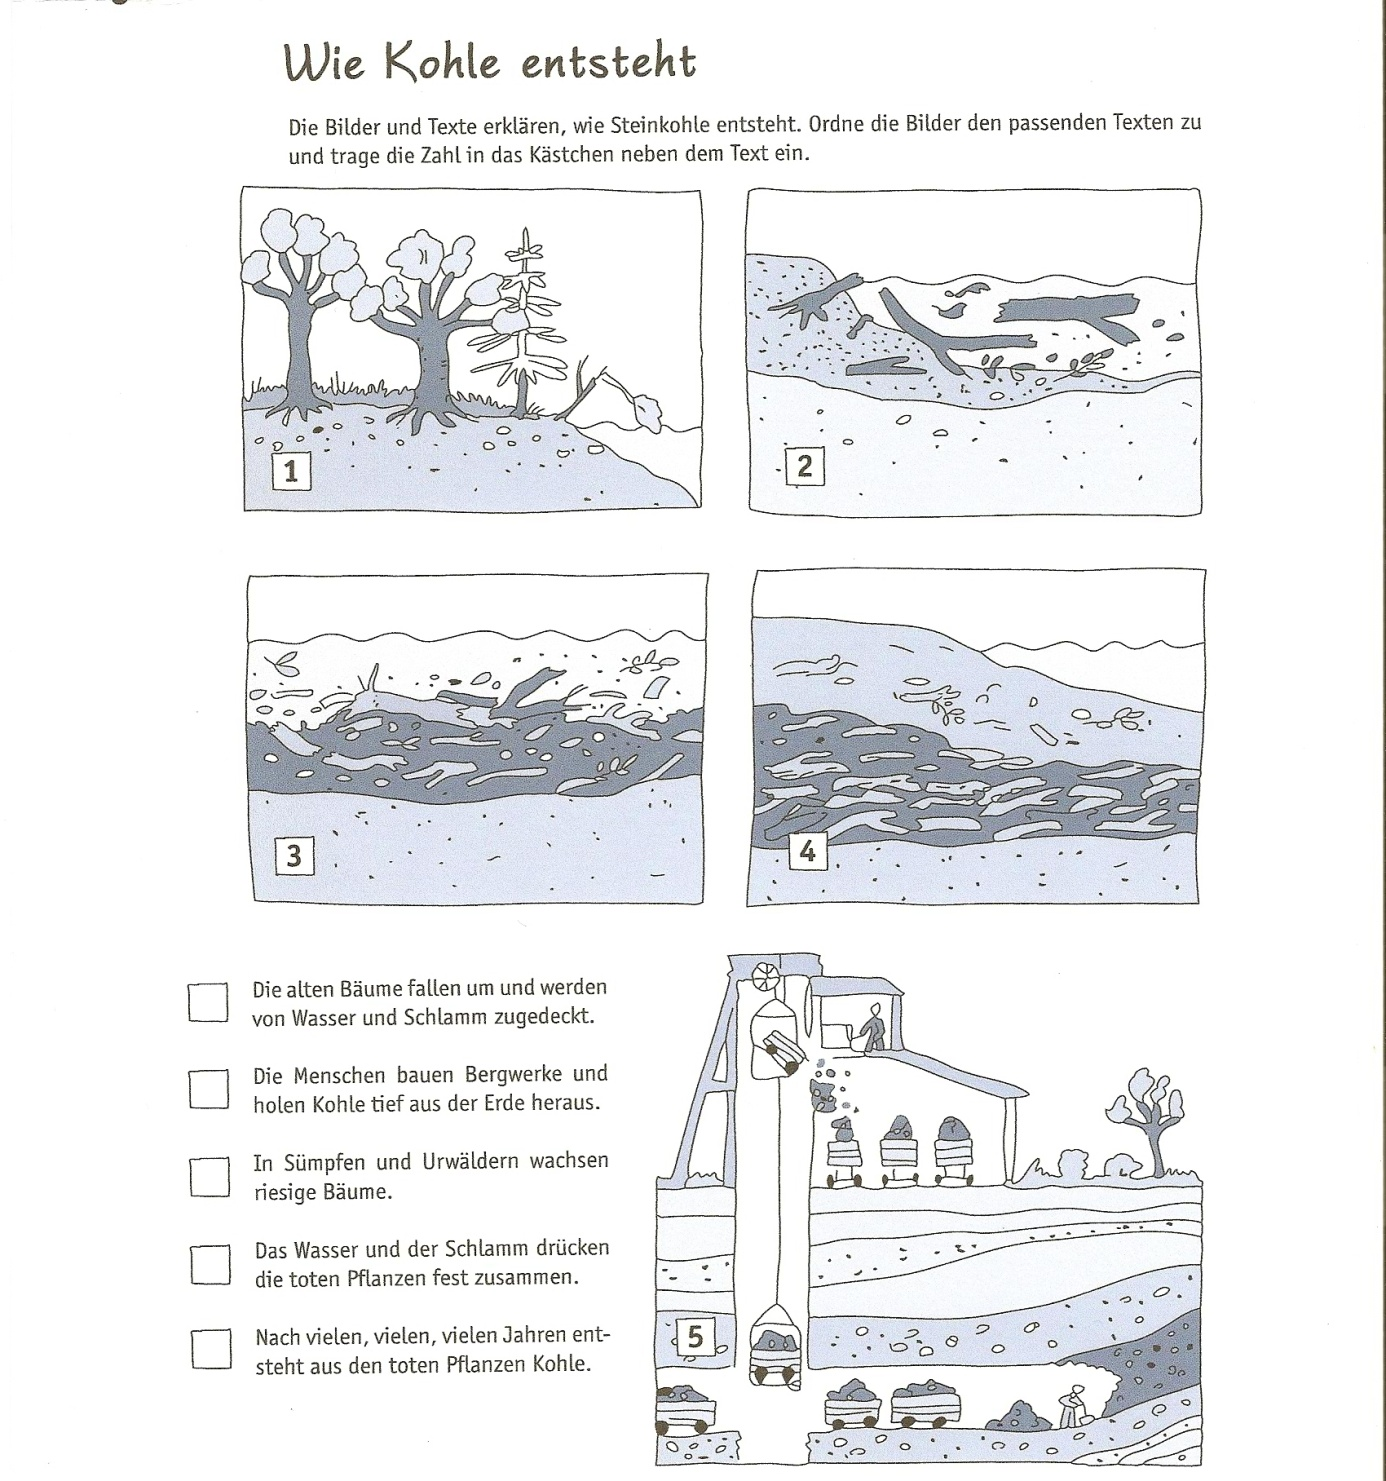 Wie Kohle entsteht
Die Bilder und Texte erklären, wie Steinkohle entsteht. Ordne die Bilder den passenden Texten zu
und trage die Zahl in das Kästchen neben dem Text ein.
1
2
3
4
Die alten Bäume fallen um und werden
von Wasser und Schlamm zugedeckt.
Die Menschen bauen Bergwerke und
holen Kohle tief aus der Erde heraus.
In Sümpfen und Urwäldern wachsen
riesige Bäume.
Das Wasser und der Schlamm drücken
die toten Pflanzen fest zusammen.
Nach vielen, vielen, vielen Jahren ent-
steht aus den toten Pflanzen Kohle.
5